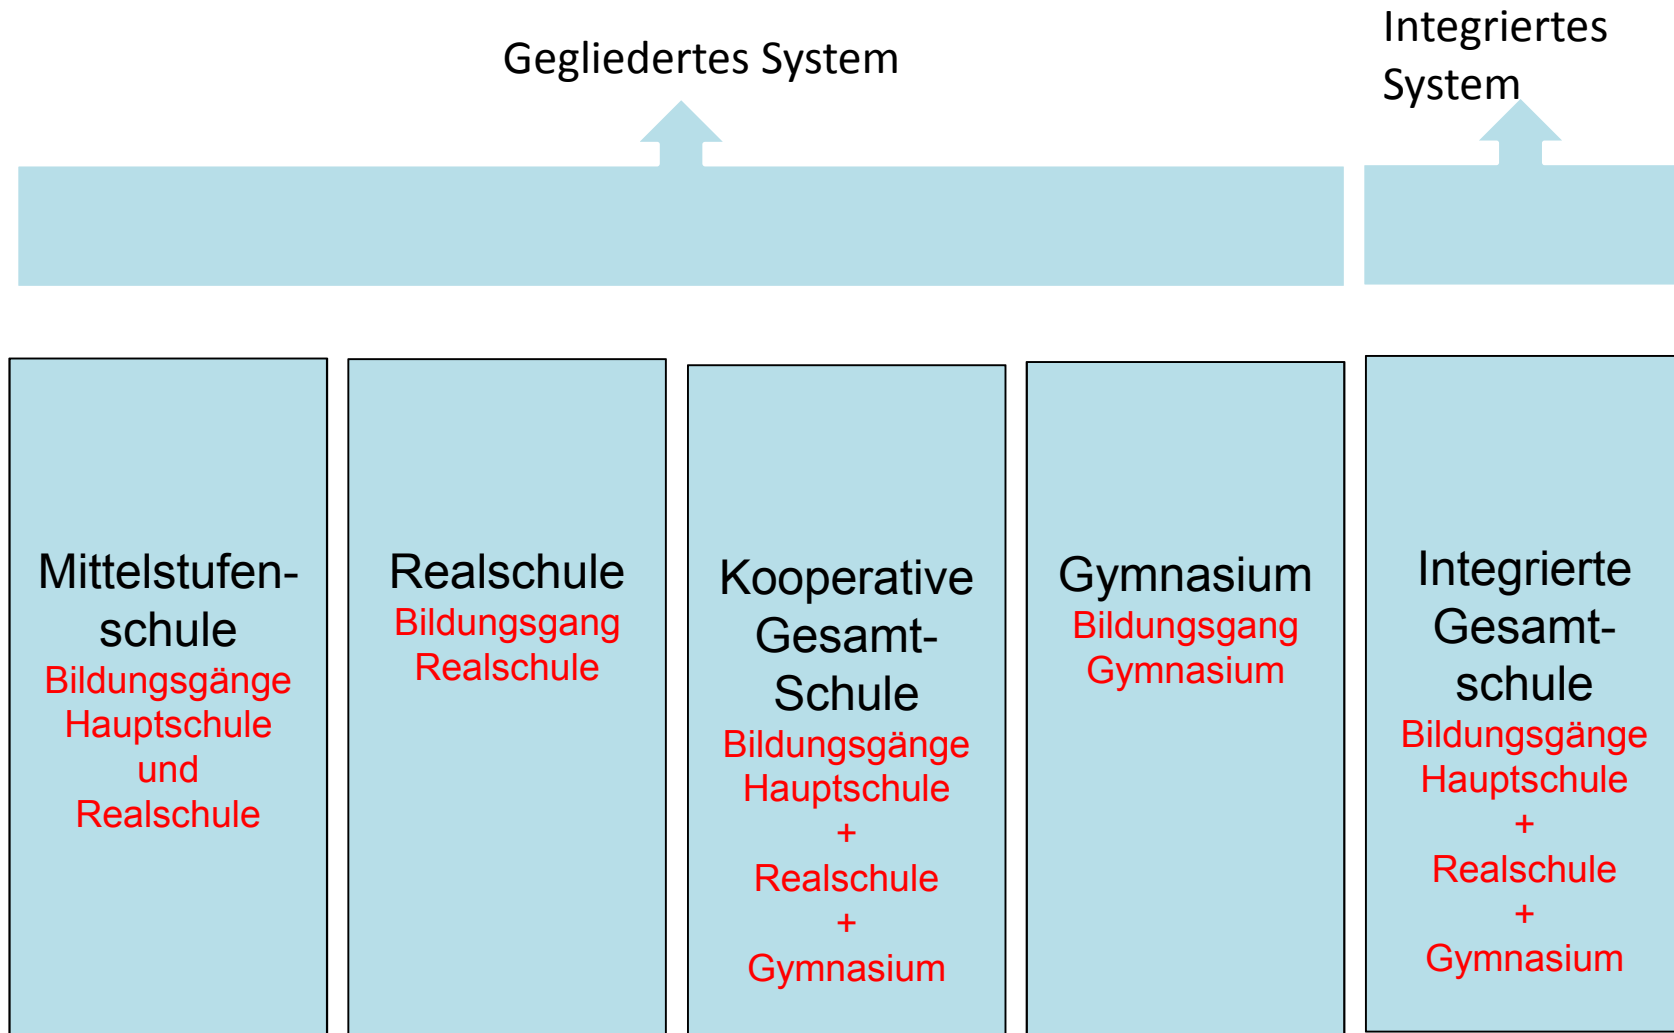 Gegliedertes System
Integriertes
System
Mittelstufen-
schule
Bildungsgänge
Hauptschule
und
Realschule
Realschule
Bildungsgang
Realschule
Kooperative
Gesamt-
Schule
Bildungsgänge
Hauptschule
+
Realschule
+
Gymnasium
Gymnasium
Bildungsgang
Gymnasium
Integrierte
Gesamt-
schule
Bildungsgänge
Hauptschule
+
Realschule
+
Gymnasium